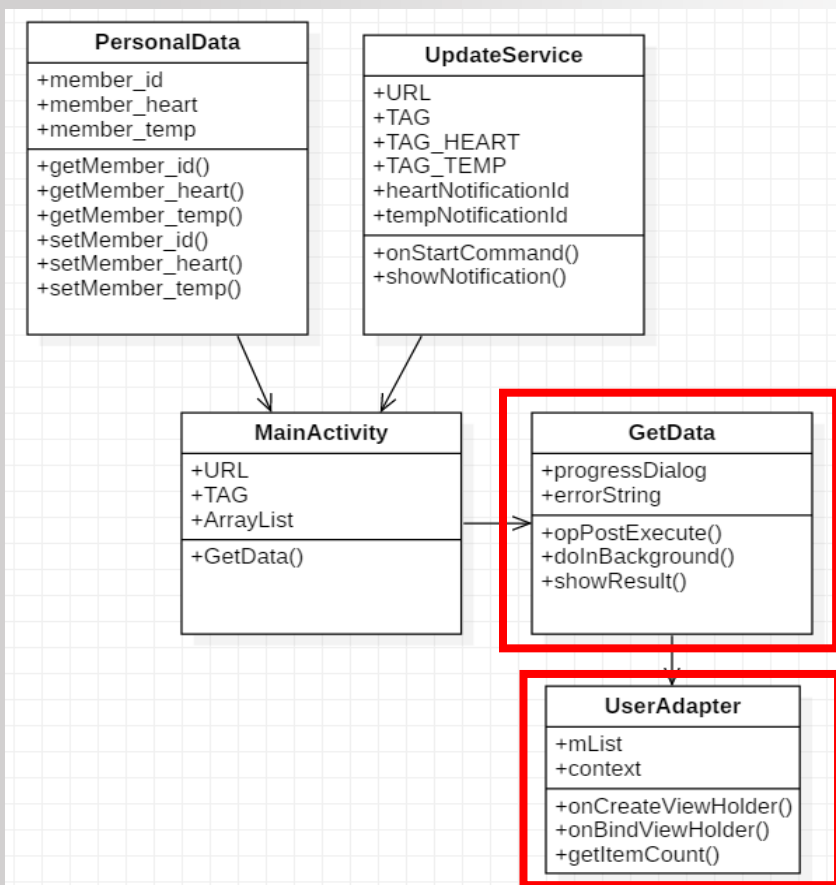 PersonalData
+member_id
+member_heart
+member_temp
+getMember_id()
+getMember_heart()
+getMember_temp()
+setMember_id()
+setMember_heart()
+setMember_temp()
UpdateService
+URL
+TAG
+TAG_HEART
+TAG_TEMP
+heartNotificationId
+tempNotificationId
+onStartCommand()
+showNotification()
MainActivity
+URL
+TAG
+ArrayList
+GetData()
GetData
+progressDialog
+errorString
+opPostExecute()
+doInBackground()
+showResult()
UserAdapter
+mList
+context
+onCreateViewHolder()
+onBindViewHolder()
+getItemCount()